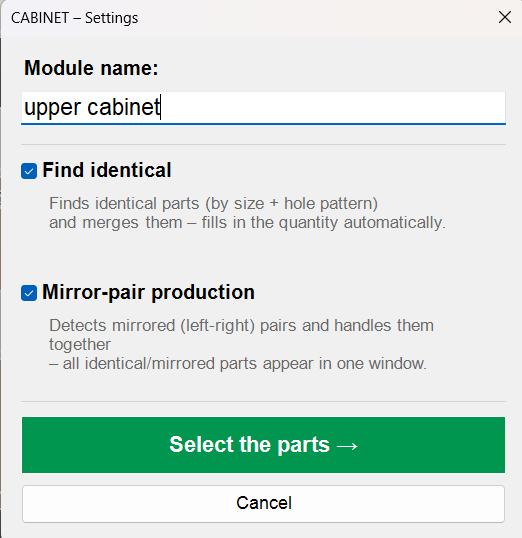 CABINET – Settings
Module name:
upper cabinet
Find identical
Finds identical parts (by size + hole pattern)
and merges them – fills in the quantity automatically.
Mirror-pair production
Detects mirrored (left-right) pairs and handles them
together
– all identical/mirrored parts appear in one window.
Select the parts →
Cancel